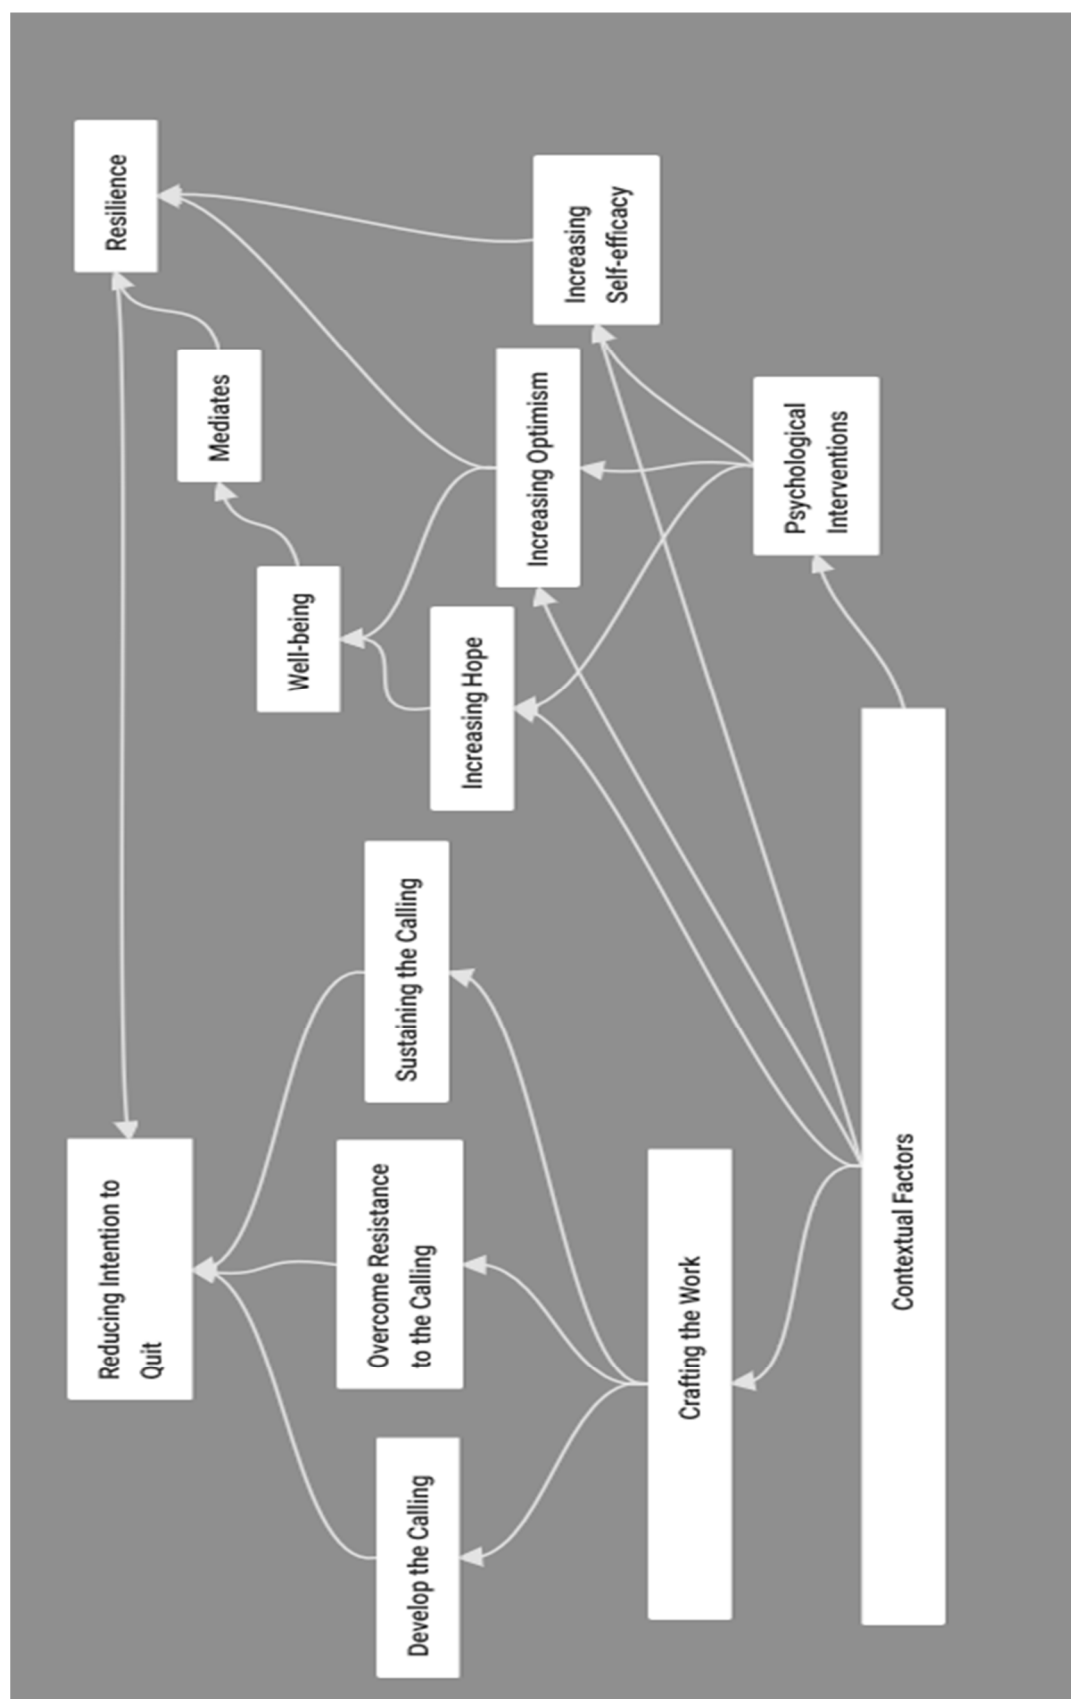 Reducing Intention to
Quit
Resilience
Mediates
Well-being
Develop the Calling
Overcome Resistance
to the Calling
Sustaining the Calling
Increasing Hope
Increasing Optimism
Increasing
Self-efficacy
Crafting the Work
Psychological
Interventions
Contextual Factors